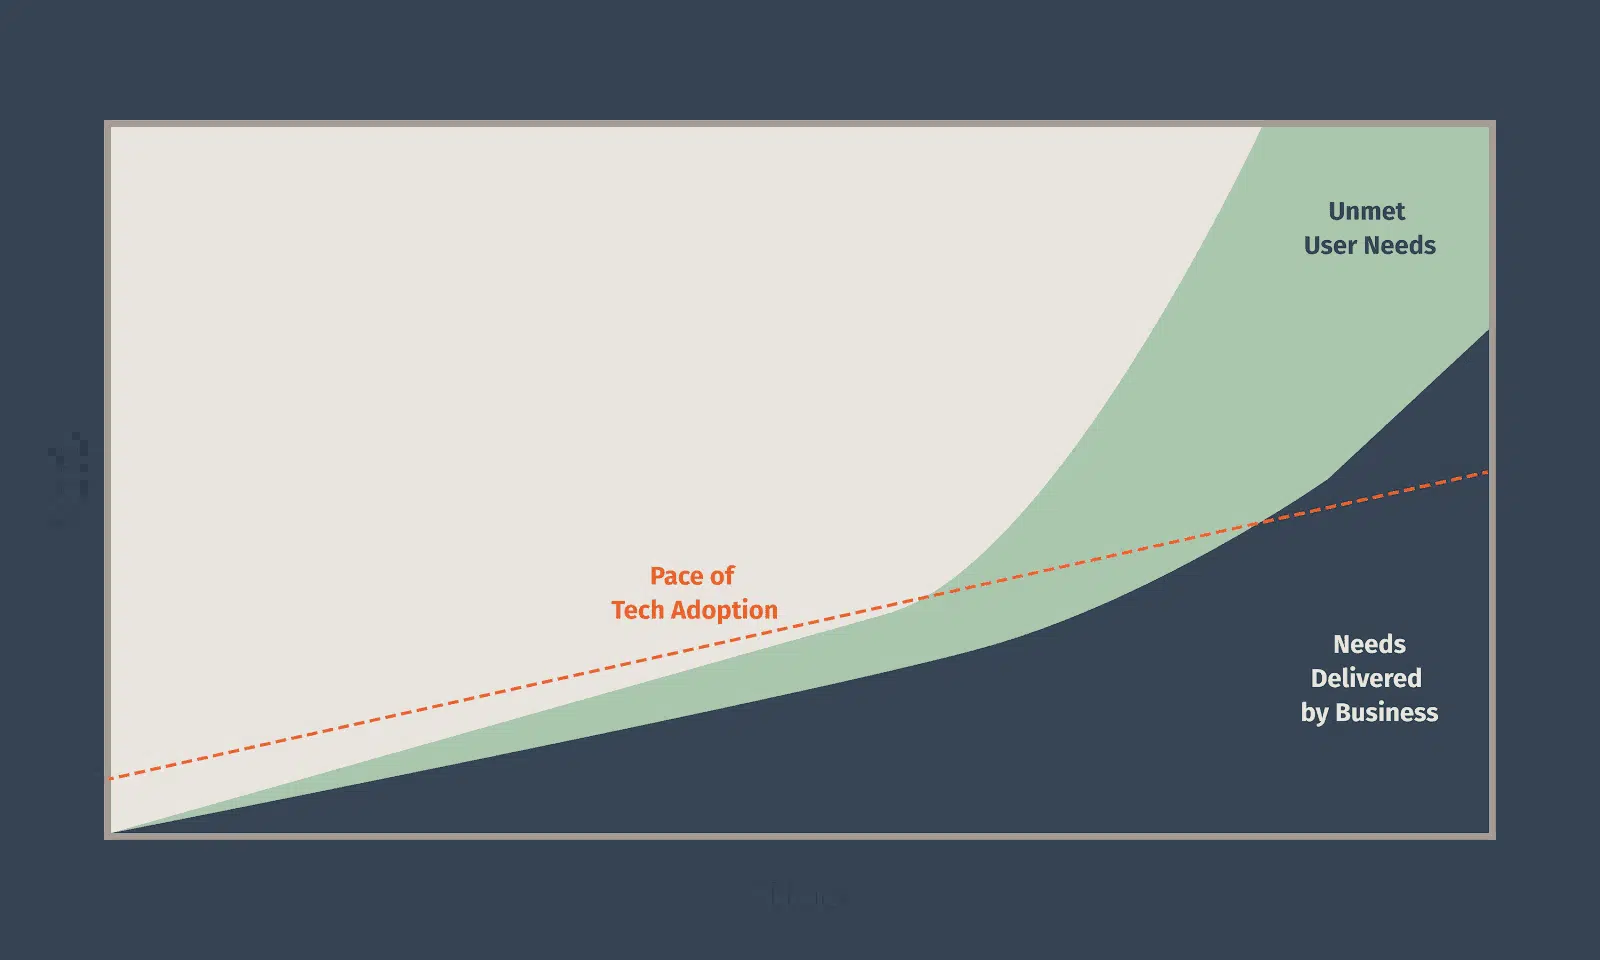 Unmet
User Needs
Pace of
Tech Adoption
Needs
Delivered
by Business